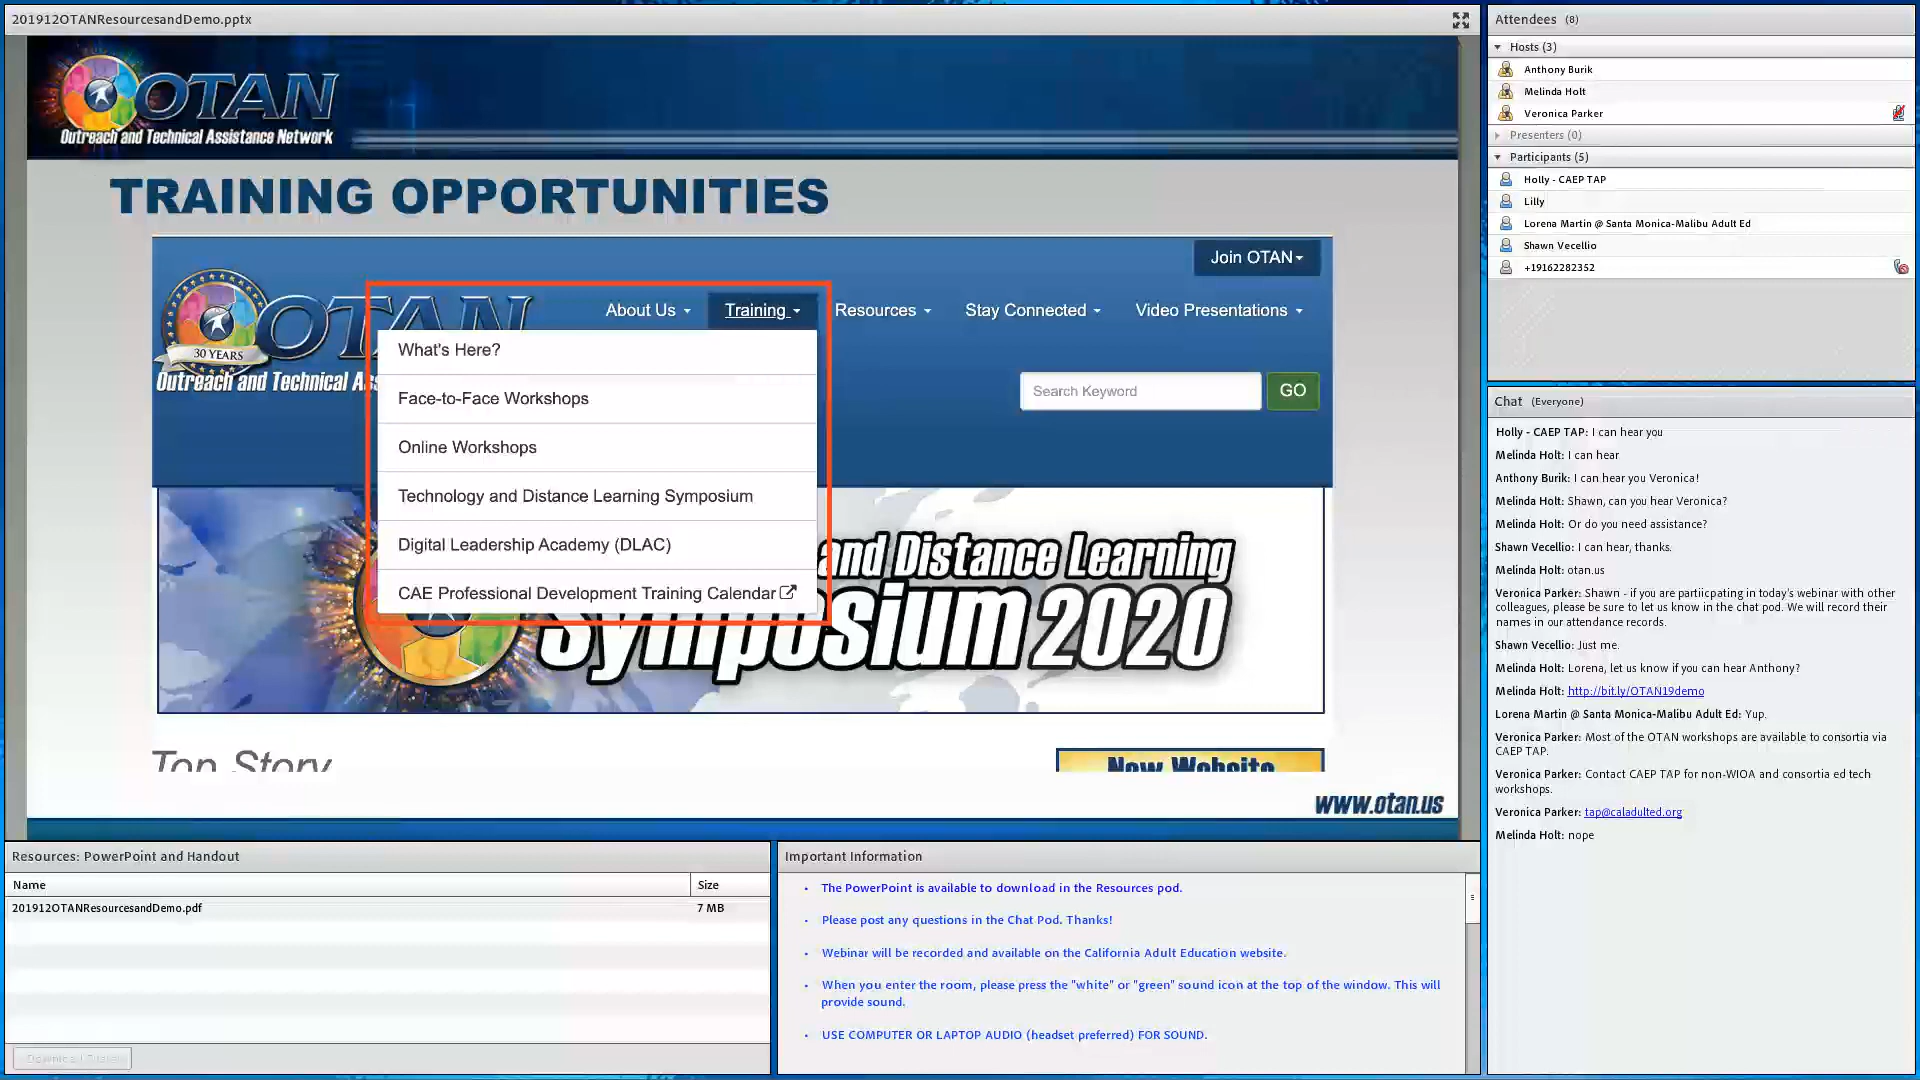 201912OTANResourcesandDemo.pptx
OTAN
Outreach and Technical Assistance Network
TRAINING OPPORTUNITIES
Join OTAN
30 YEARS
Outreach and Technical As
About Us
Training
Resources
Stay Connected
Video Presentations
What's Here?
Face-to-Face Workshops
Online Workshops
Technology and Distance Learning Symposium
Digital Leadership Academy (DLAC)
CAE Professional Development Training Calendar
Search Keyword
GO
and Distance Learning
Symposium 2020
Top Story
New Website
www.otan.us
Resources: PowerPoint and Handout
Name Size
201912OTANResourcesandDemo.pdf 7 MB
Important Information
• The PowerPoint is available to download in the Resources pod.
• Please post any questions in the Chat Pod. Thanks!
• Webinar will be recorded and available on the California Adult Education website.
• When you enter the room, please press the "white" or "green" sound icon at the top of the window. This will
provide sound.
• USE COMPUTER OR LAPTOP AUDIO (headset preferred) FOR SOUND.
Attendees (8)
Hosts (3)
Anthony Burik
Melinda Holt
Veronica Parker
Presenters (0)
Participants (5)
Holly - CAEP TAP
Lilly
Lorena Martin @ Santa Monica-Malibu Adult Ed
Shawn Vecellio
+19162282352
Chat (Everyone)
Holly - CAEP TAP: I can hear you
Melinda Holt: I can hear
Anthony Burik: I can hear you Veronica!
Melinda Holt: Shawn, can you hear Veronica?
Melinda Holt: Or do you need assistance?
Shawn Vecellio: I can hear, thanks.
Melinda Holt: otan.us
Veronica Parker: Shawn - if you are partiicpating in today's webinar with other
colleagues, please be sure to let us know in the chat pod. We will record their
names in our attendance records.
Shawn Vecellio: Just me.
Melinda Holt: Lorena, let us know if you can hear Anthony?
Melinda Holt: http://bit.ly/OTAN19demo
Lorena Martin @ Santa Monica-Malibu Adult Ed: Yup.
Veronica Parker: Most of the OTAN workshops are available to consortia via
CAEP TAP.
Veronica Parker: Contact CAEP TAP for non-WIOA and consortia ed tech
workshops.
Veronica Parker: tap@caladulted.org
Melinda Holt: nope